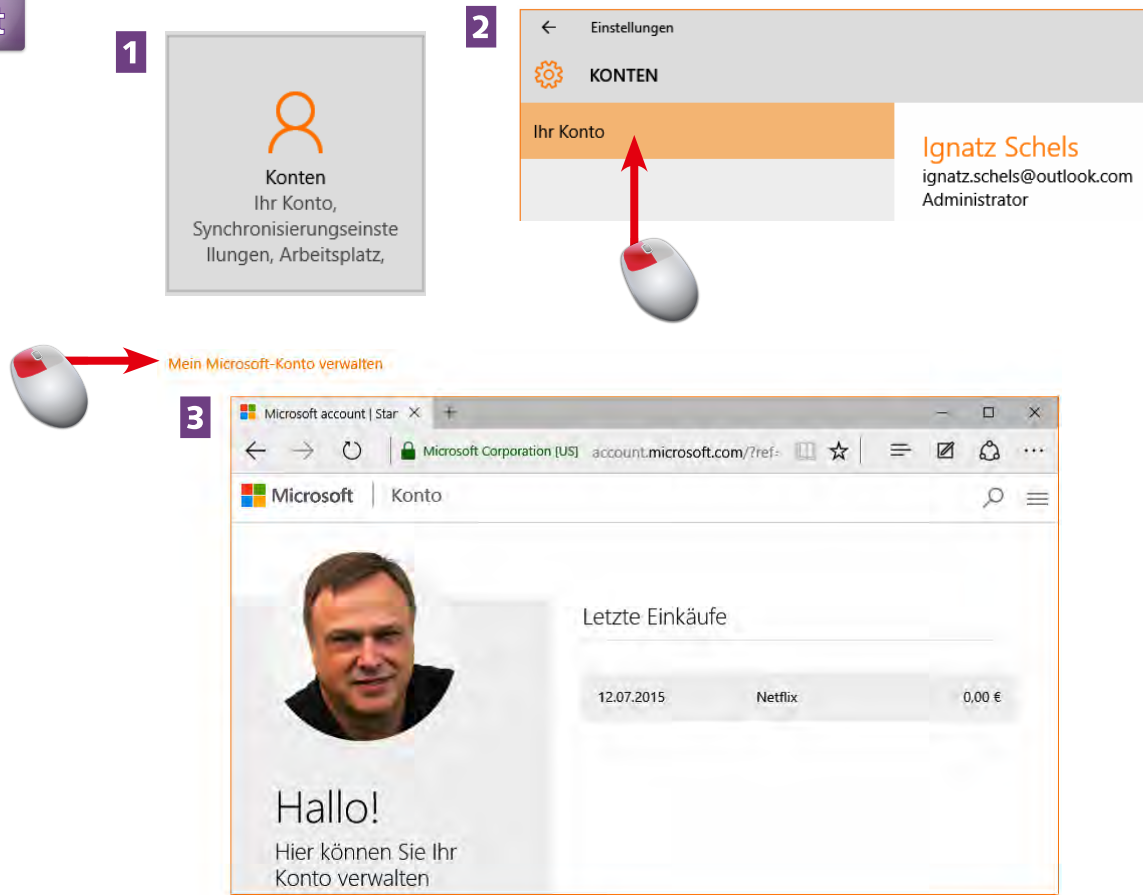 t
1
Konten
Ihr Konto,
Synchronisierungseinste
llungen, Arbeitsplatz,
2
Einstellungen
KONTEN
Ihr Konto
Ignatz Schels
ignatz.schels@outlook.com
Administrator
Mein Microsoft-Konto verwalten
3
Microsoft account | Star
Microsoft Corporation [US] account.microsoft.com/?ref=
Microsoft | Konto
Letzte Einkäufe
12.07.2015 Netflix 0,00 €
Hallo!
Hier können Sie Ihr
Konto verwalten